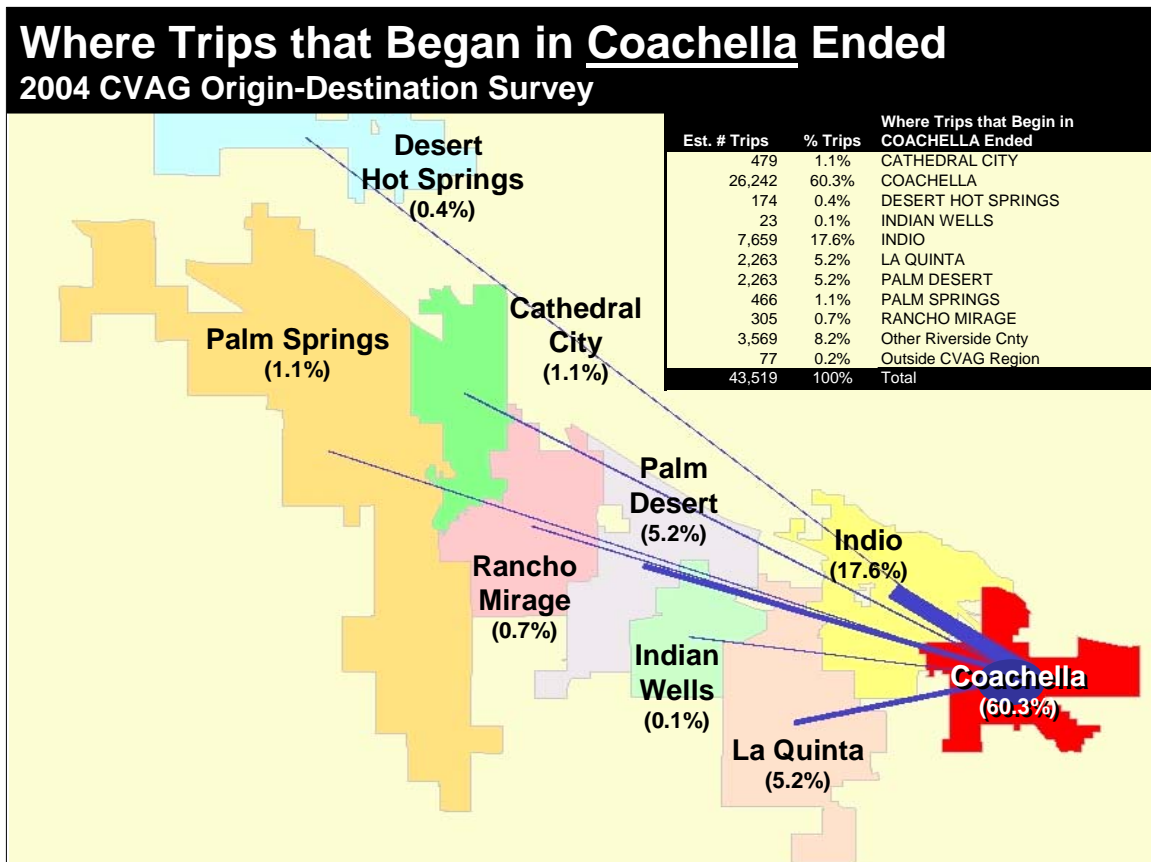 Where Trips that Began in Coachella Ended
2004 CVAG Origin-Destination Survey
Est. # Trips % Trips Where Trips that Begin in COACHELLA Ended
479 1.1% CATHEDRAL CITY
26,242 60.3% COACHELLA
174 0.4% DESERT HOT SPRINGS
23 0.1% INDIAN WELLS
7,659 17.6% INDIO
2,263 5.2% LA QUINTA
2,263 5.2% PALM DESERT
466 1.1% PALM SPRINGS
305 0.7% RANCHO MIRAGE
3,569 8.2% Other Riverside Cnty
77 0.2% Outside CVAG Region
43,519 100% Total
Desert
Hot Springs
(0.4%)
Cathedral
City
(1.1%)
Palm Springs
(1.1%)
Palm
Desert
(5.2%)
Indio
(17.6%)
Rancho
Mirage
(0.7%)
Indian
Wells
(0.1%)
Coachella
(60.3%)
La Quinta
(5.2%)